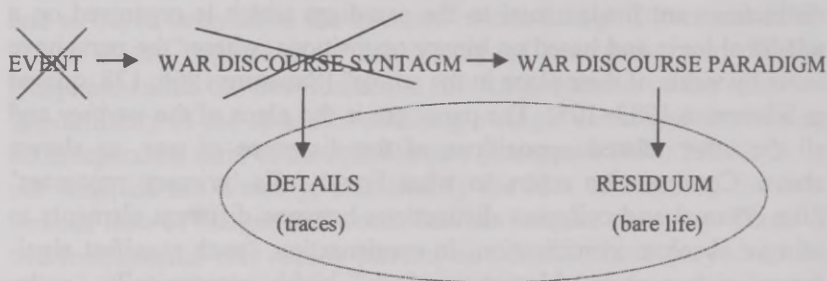 EVENT WAR DISCOURSE SYNTAGM WAR DISCOURSE PARADIGM
DETAILS RESIDUUM
(traces) (bare life)